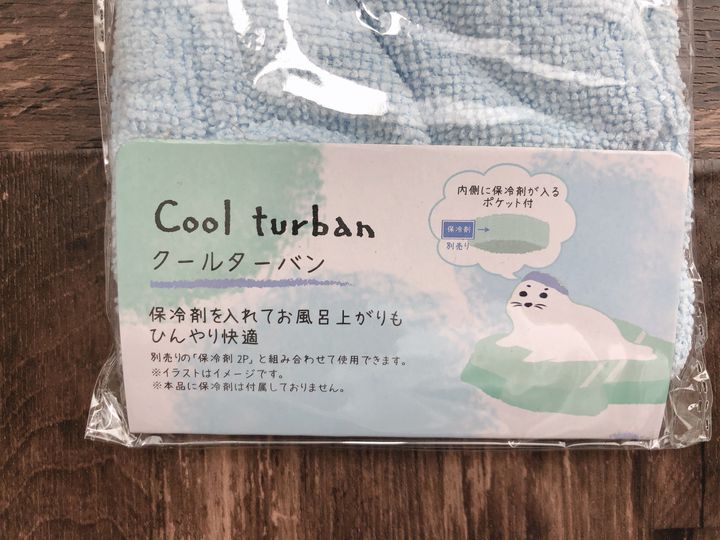 Cool turban
クールターバン
保冷剤を入れてお風呂上がりも
ひんやり快適
別売りの「保冷剤2P」と組み合わせて使用できます。
※イラストはイメージです。
※本品に保冷剤は付属しておりません。
内側に保冷剤が入る
ポケット付
保冷剤
別売り